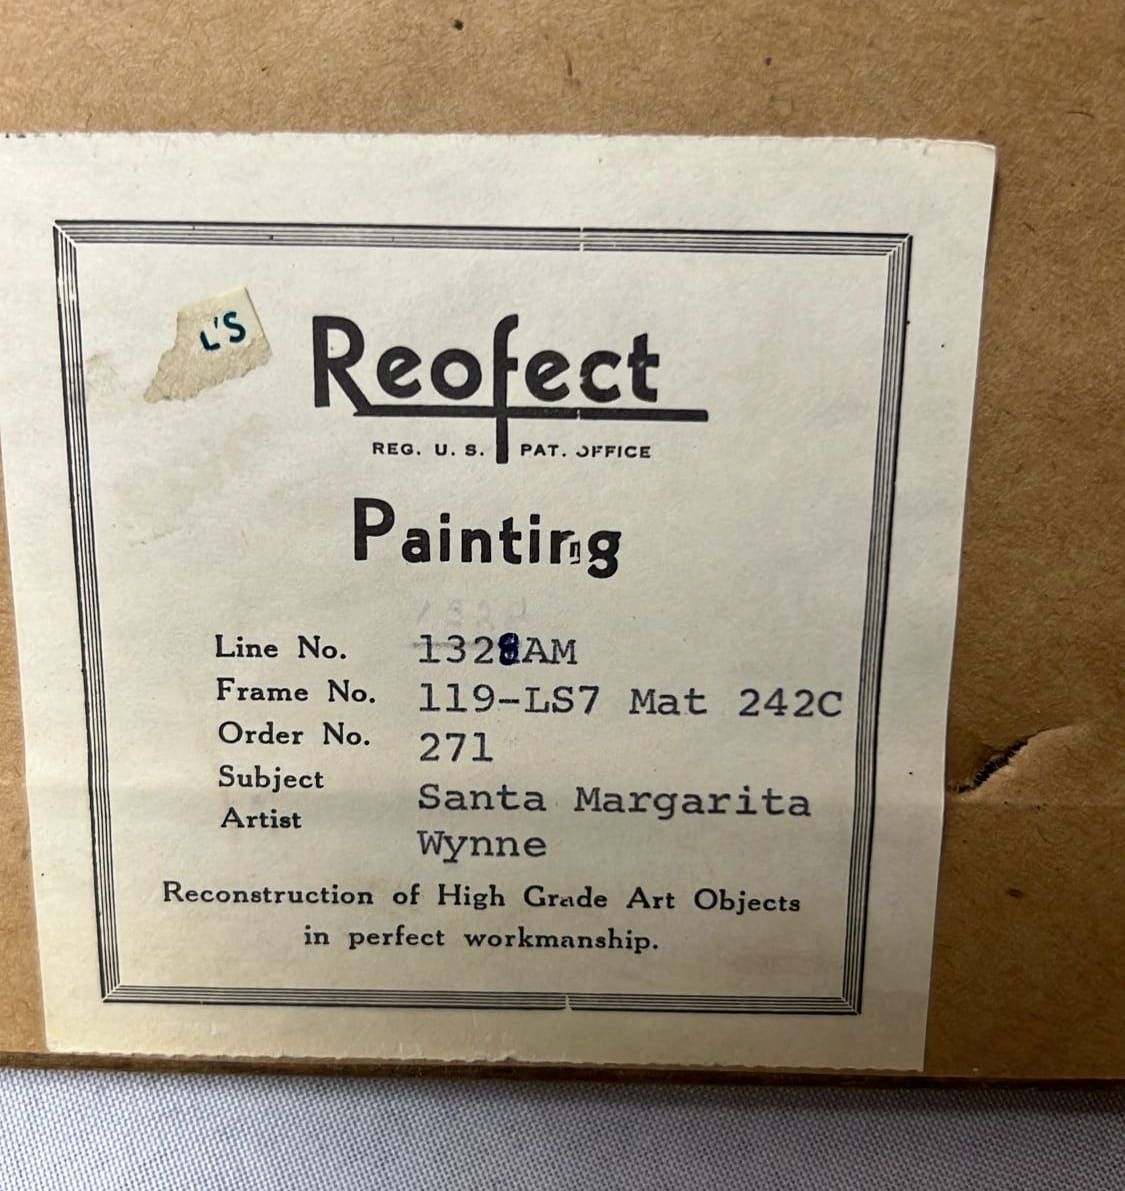 L'S
Reofect
REG. U. S. PAT. OFFICE
Painting
Line No. 1328AM
Frame No. 119-LS7 Mat 242C
Order No. 271
Subject Santa Margarita
Artist Wynne
Reconstruction of High Grade Art Objects
in perfect workmanship.